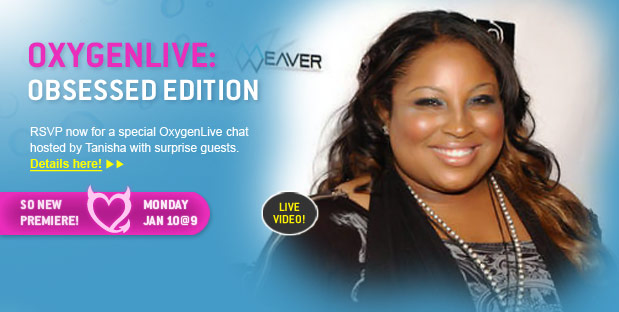 WEAVER
OXYGENLIVE:
OBSESSED EDITION
RSVP now for a special OxygenLive chat
hosted by Tanisha with surprise guests.
Details here!
SO NEW
PREMIERE!
MONDAY
JAN 10@9
LIVE
VIDEO!